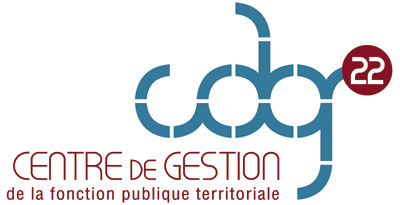 cdg 22
CENTRE DE GESTION
de la fonction publique territoriale